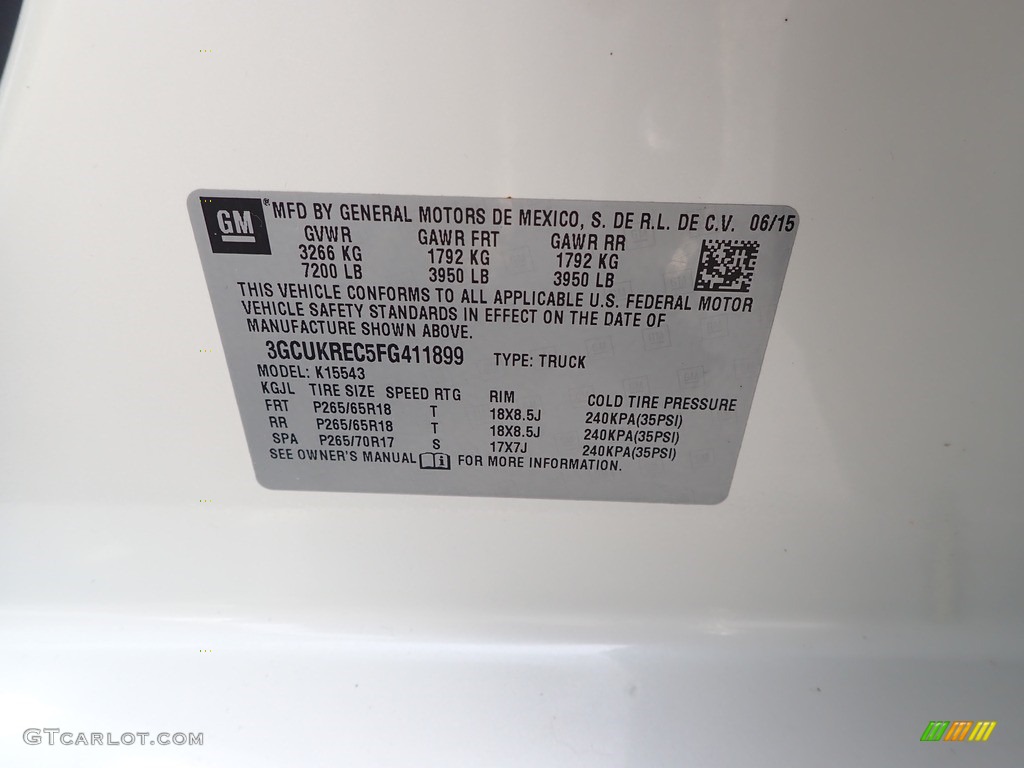 GM ® MFD BY GENERAL MOTORS DE MEXICO, S. DE R.L. DE C.V. 06/15
GVWR GAWR FRT GAWR RR
3266 KG 1792 KG 1792 KG
7200 LB 3950 LB 3950 LB
THIS VEHICLE CONFORMS TO ALL APPLICABLE U.S. FEDERAL MOTOR
VEHICLE SAFETY STANDARDS IN EFFECT ON THE DATE OF
MANUFACTURE SHOWN ABOVE.
3GCUKREC5FG411899 TYPE: TRUCK
MODEL: K15543
KGJL TIRE SIZE SPEED RTG RIM COLD TIRE PRESSURE
FRT P265/65R18 T 18X8.5J 240KPA(35PSI)
RR P265/65R18 T 18X8.5J 240KPA(35PSI)
SPA P265/70R17 S 17X7J 240KPA(35PSI)
SEE OWNER'S MANUAL i FOR MORE INFORMATION.
GTcarlot.com